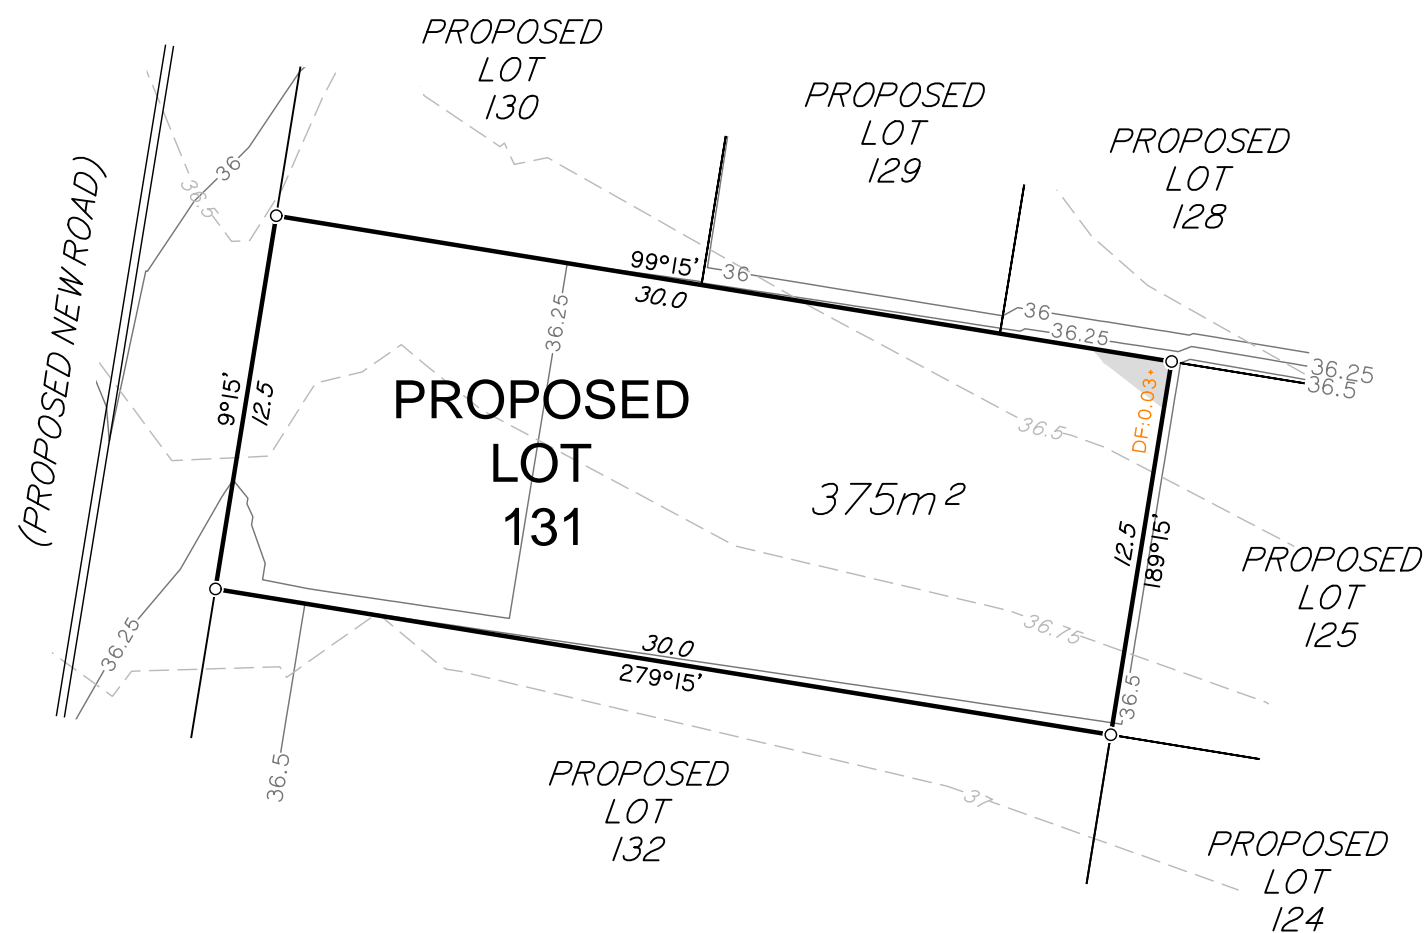 PROPOSED
LOT
130
PROPOSED
LOT
129
PROPOSED
LOT
128
36
36.5
(PROPOSED NEW ROAD)
99°15'
30.0
36
36
36.25
36.25
36.5
36.25
9°15'
12.5
PROPOSED
LOT
131
375m²
36.5
DF:0.03
12.5
189°15'
PROPOSED
LOT
125
36.75
36.25
30.0
279°15'
36.5
36.5
PROPOSED
LOT
132
37
PROPOSED
LOT
124